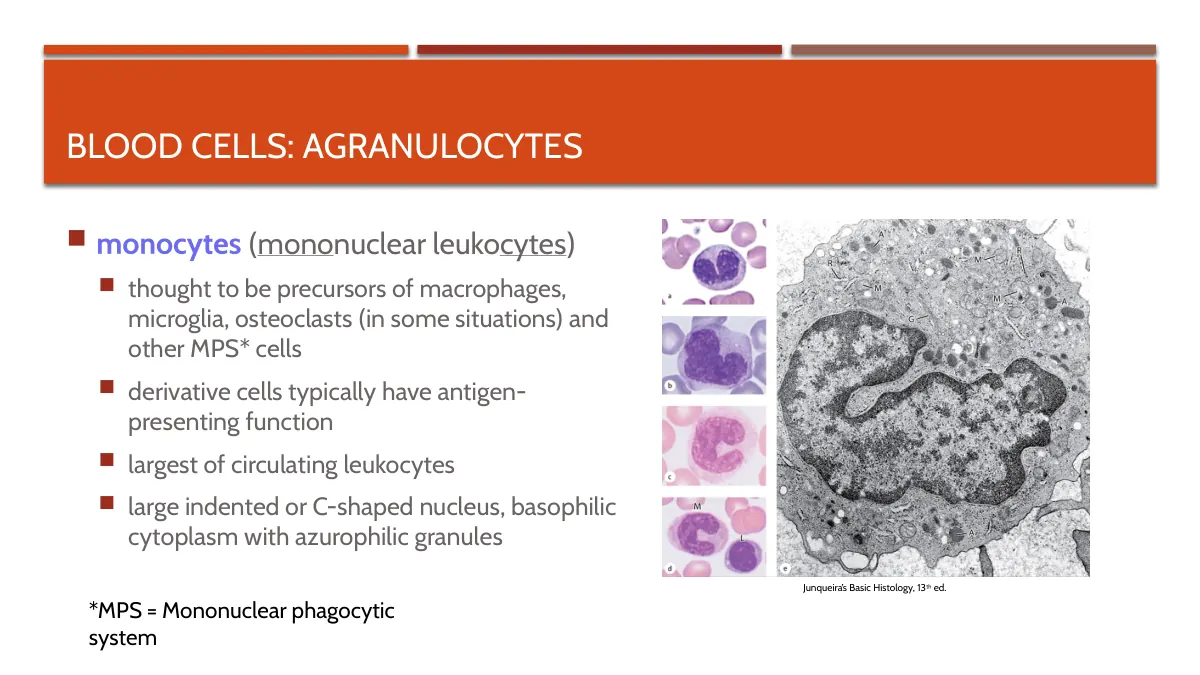 BLOOD CELLS: AGRANULOCYTES
monocytes (mononuclear leukocytes)
thought to be precursors of macrophages,
microglia, osteoclasts (in some situations) and
other MPS* cells
derivative cells typically have antigen-
presenting function
largest of circulating leukocytes
large indented or C-shaped nucleus, basophilic
cytoplasm with azurophilic granules
*MPS = Mononuclear phagocytic
system
a
b
c
M
L
d
A
R
M
M
M
A
G
A
e
Junqueira's Basic Histology, 13th ed.